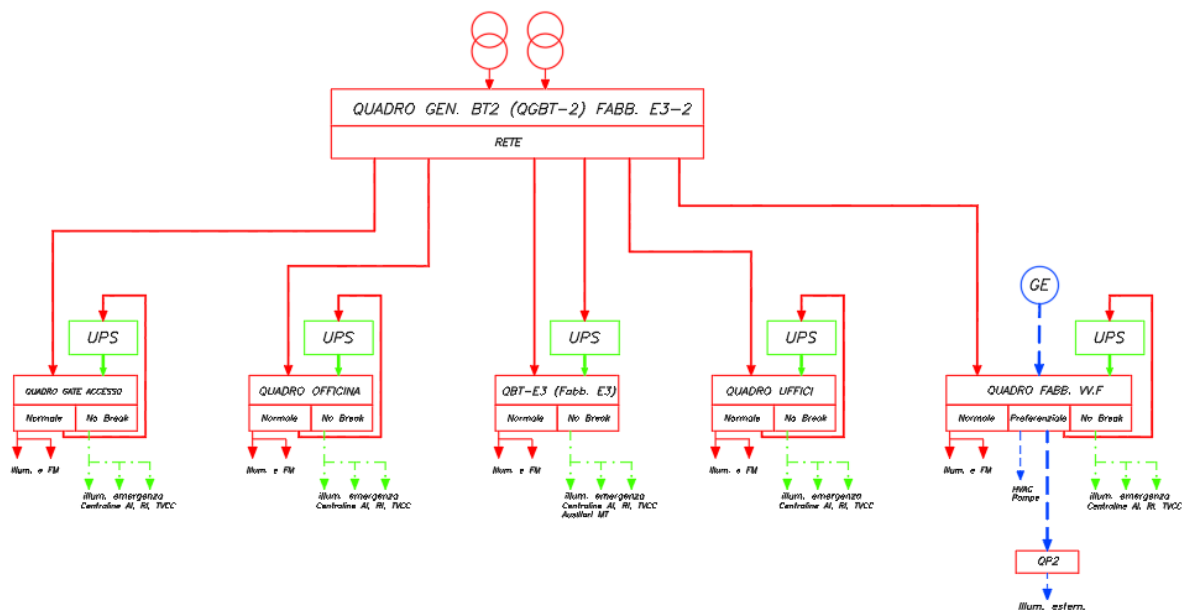 QUADRO GEN. BT2 (QGBT-2) FABB. E3-2
RETE
GE
UPS
UPS
UPS
UPS
UPS
QUADRO GATE ACCESSO
QUADRO OFFICINA
QBT-E3 (Fabb. E3)
QUADRO UFFICI
QUADRO FABB. VV.F
Normale
No Break
Normale
No Break
Normale
No Break
Normale
No Break
Normale
Preferenziale
No Break
Illum. e FM
Illum. e FM
Illum. e FM
Illum. e FM
Illum. e FM
illum. emergenza
Centraline AI, RI, TVCC
illum. emergenza
Centraline AI, RI, TVCC
illum. emergenza
Centraline AI, RI, TVCC
Ausiliari MT
illum. emergenza
Centraline AI, RI, TVCC
HVAC
Pompe
illum. emergenza
Centraline AI, RI, TVCC
QP2
Illum. estern.